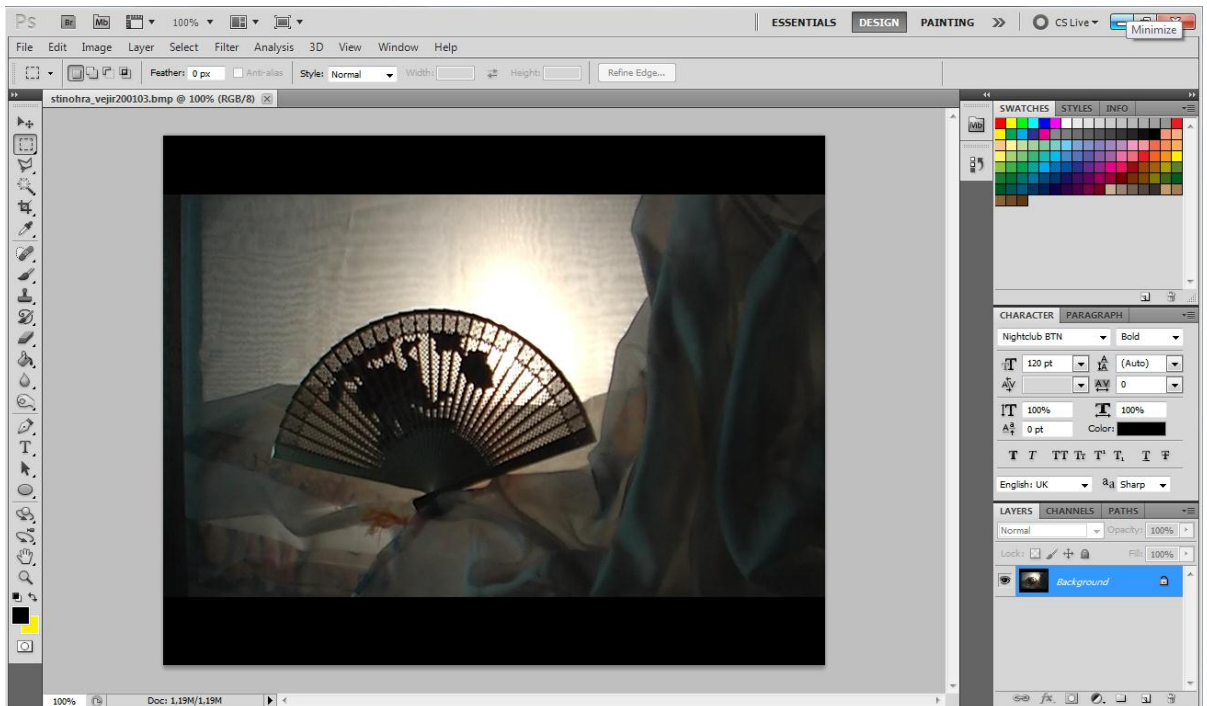 Ps Br Mb 100% ESSENTIALS DESIGN PAINTING CS Live
Minimize
File Edit Image Layer Select Filter Analysis 3D View Window Help
Feather: 0 px Anti-alias Style: Normal Width: Height: Refine Edge...
stinohra_vejir200103.bmp @ 100% (RGB/8)
SWATCHES STYLES INFO
Mb
CHARACTER PARAGRAPH
Nightclub BTN Bold
120 pt (Auto)
0
100% 100%
0 pt Color:
T T TT Tr T¹ T₁ T T
English: UK aa Sharp
LAYERS CHANNELS PATHS
Normal Opacity: 100%
Lock: Fill: 100%
Background
100% Doc: 1,19M/1,19M